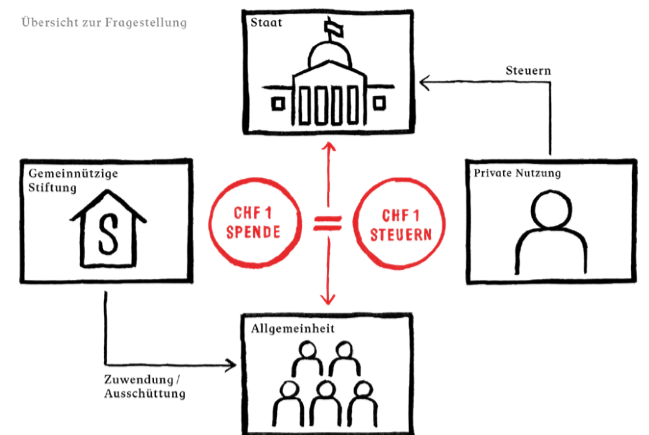 Übersicht zur Fragestellung
Staat
Steuern
Gemeinnützige
Stiftung
S
CHF 1
SPENDE
=
CHF 1
STEUERN
Private Nutzung
Allgemeinheit
Zuwendung /
Ausschüttung